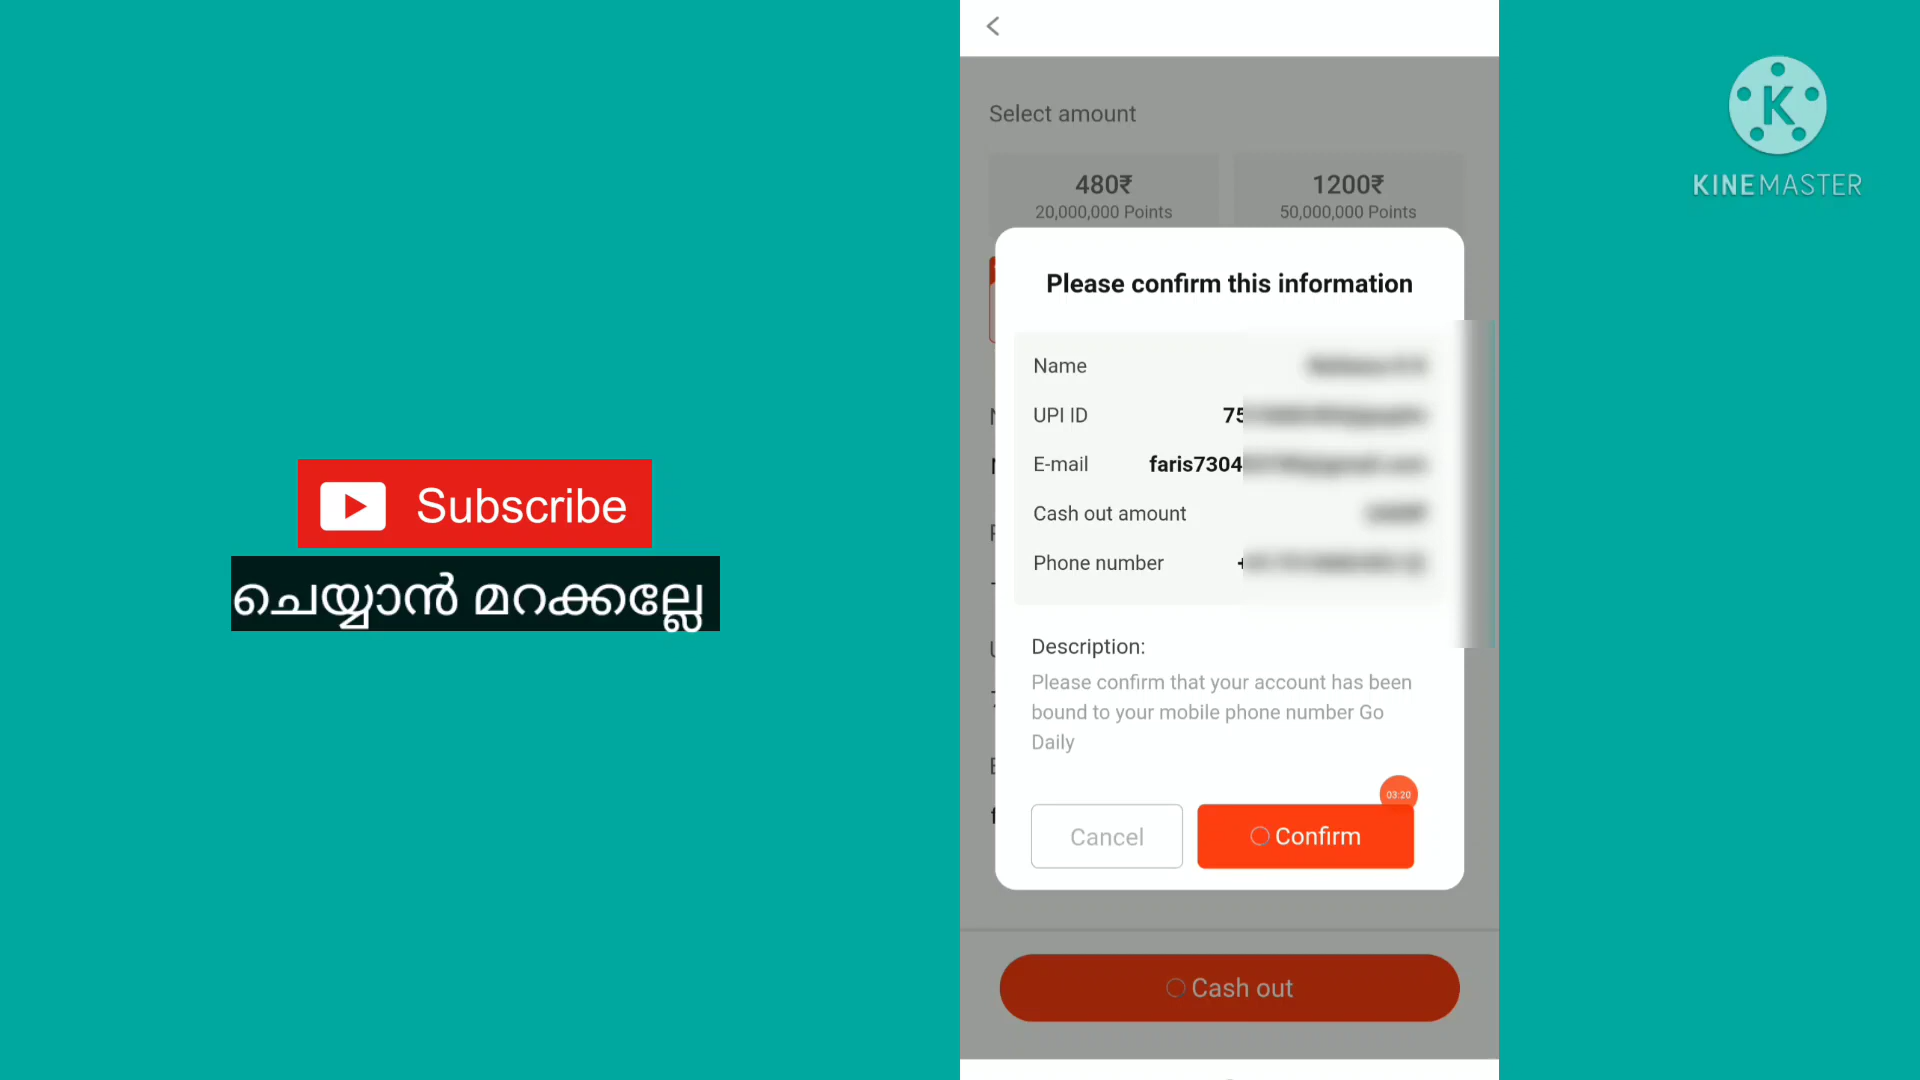 Select amount
480₹
20,000,000 Points
1200₹
50,000,000 Points
KINEMASTER
Please confirm this information
Name
UPI ID 75
E-mail faris7304
Cash out amount
Phone number +
Description:
Please confirm that your account has been
bound to your mobile phone number Go
Daily
03:20
Cancel
Confirm
Cash out
Subscribe
ചെയ്യാൻ മറക്കല്ലേ